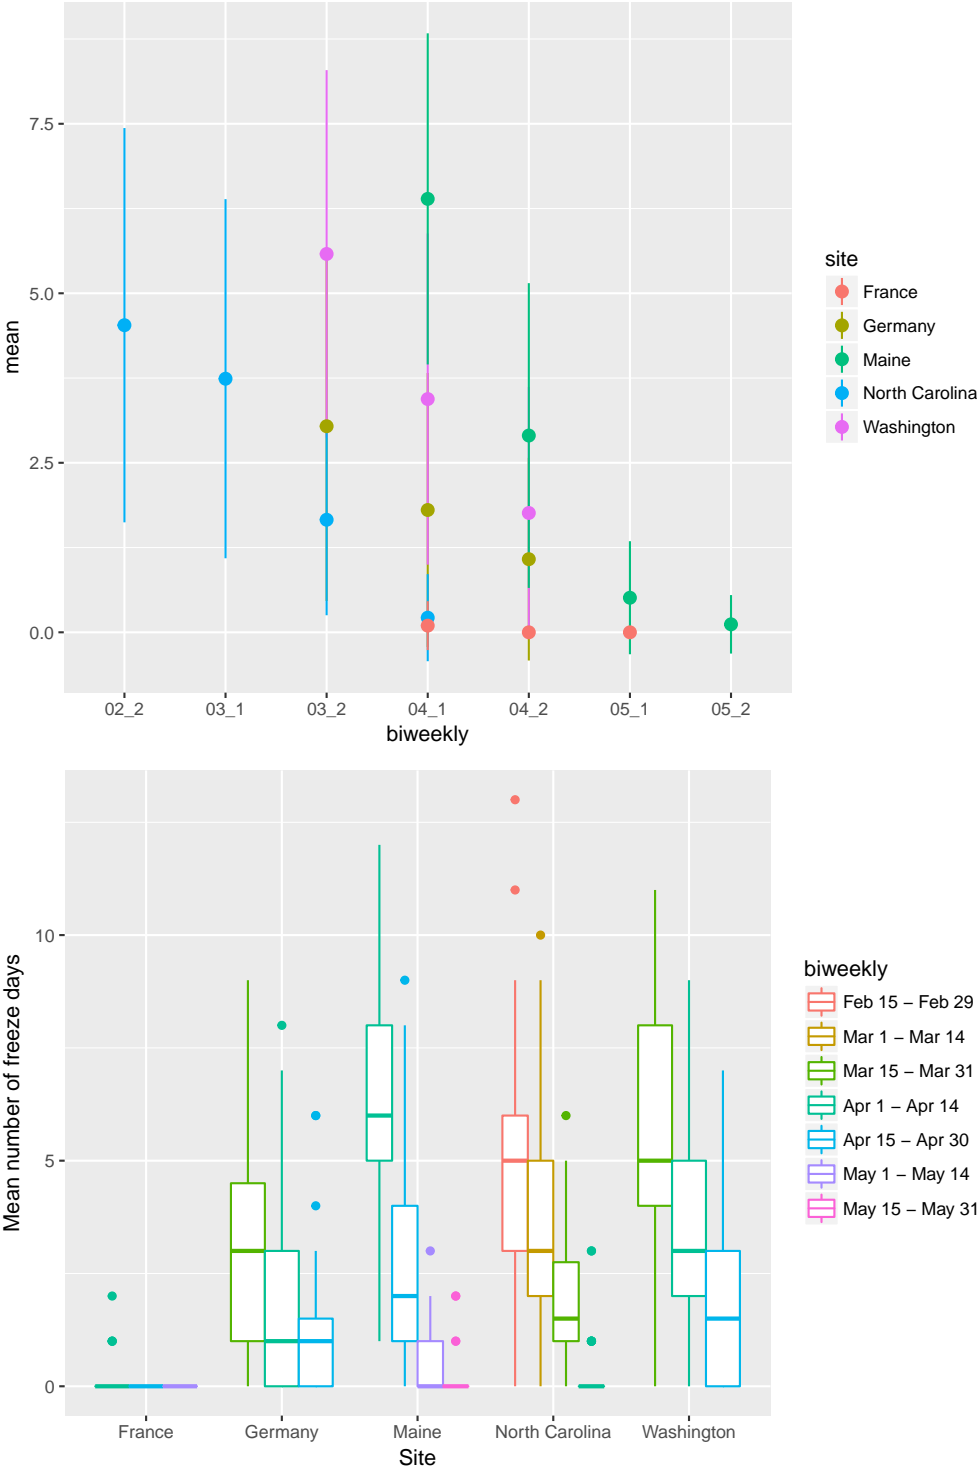 7.5
5.0
2.5
0.0
mean
02_2 03_1 03_2 04_1 04_2 05_1 05_2
biweekly
site
France
Germany
Maine
North Carolina
Washington
10
5
0
Mean number of freeze days
France Germany Maine North Carolina Washington
Site
biweekly
Feb 15 − Feb 29
Mar 1 − Mar 14
Mar 15 − Mar 31
Apr 1 − Apr 14
Apr 15 − Apr 30
May 1 − May 14
May 15 − May 31